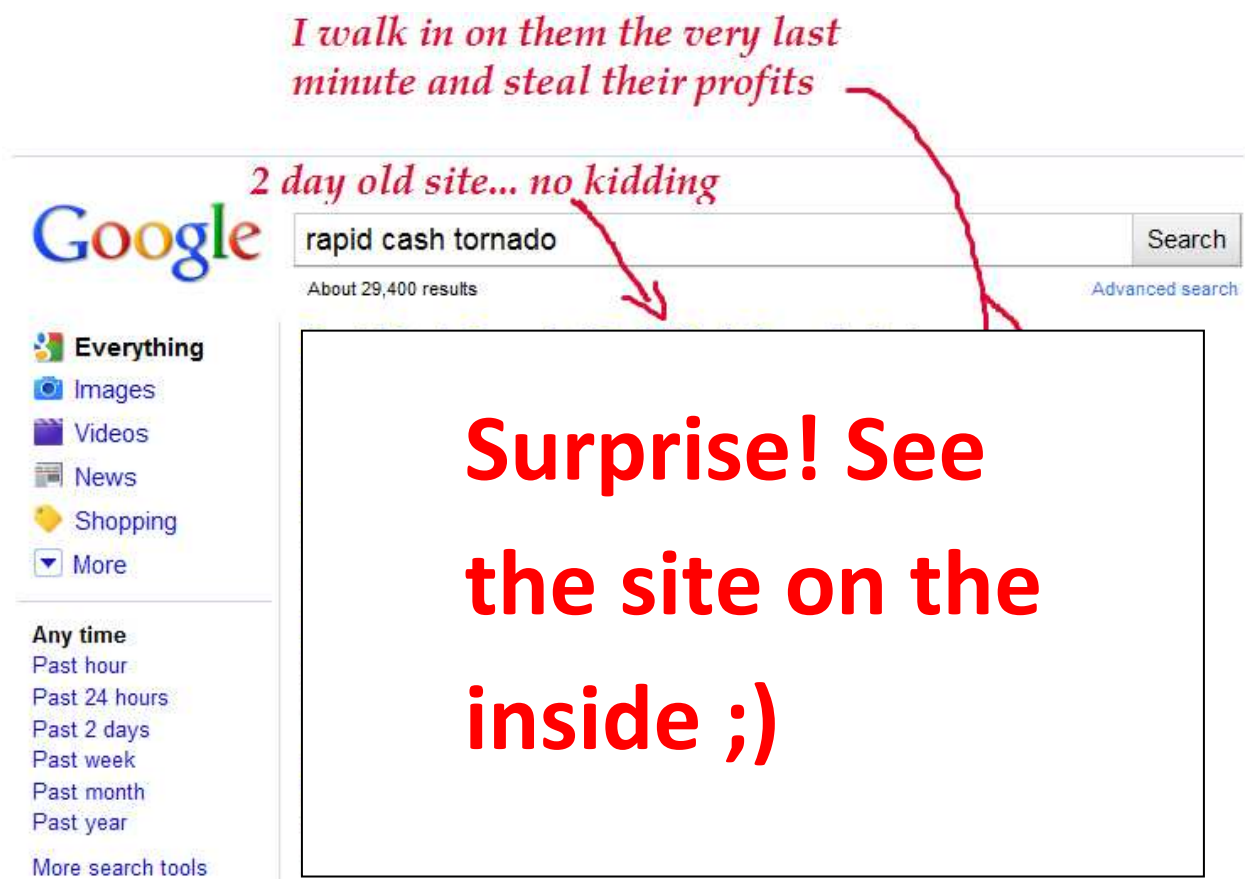 I walk in on them the very last
minute and steal their profits
2 day old site... no kidding
Google
rapid cash tornado
Search
About 29,400 results
Advanced search
Everything
Images
Videos
News
Shopping
More
Surprise! See
the site on the
inside ;)
Any time
Past hour
Past 24 hours
Past 2 days
Past week
Past month
Past year
More search tools